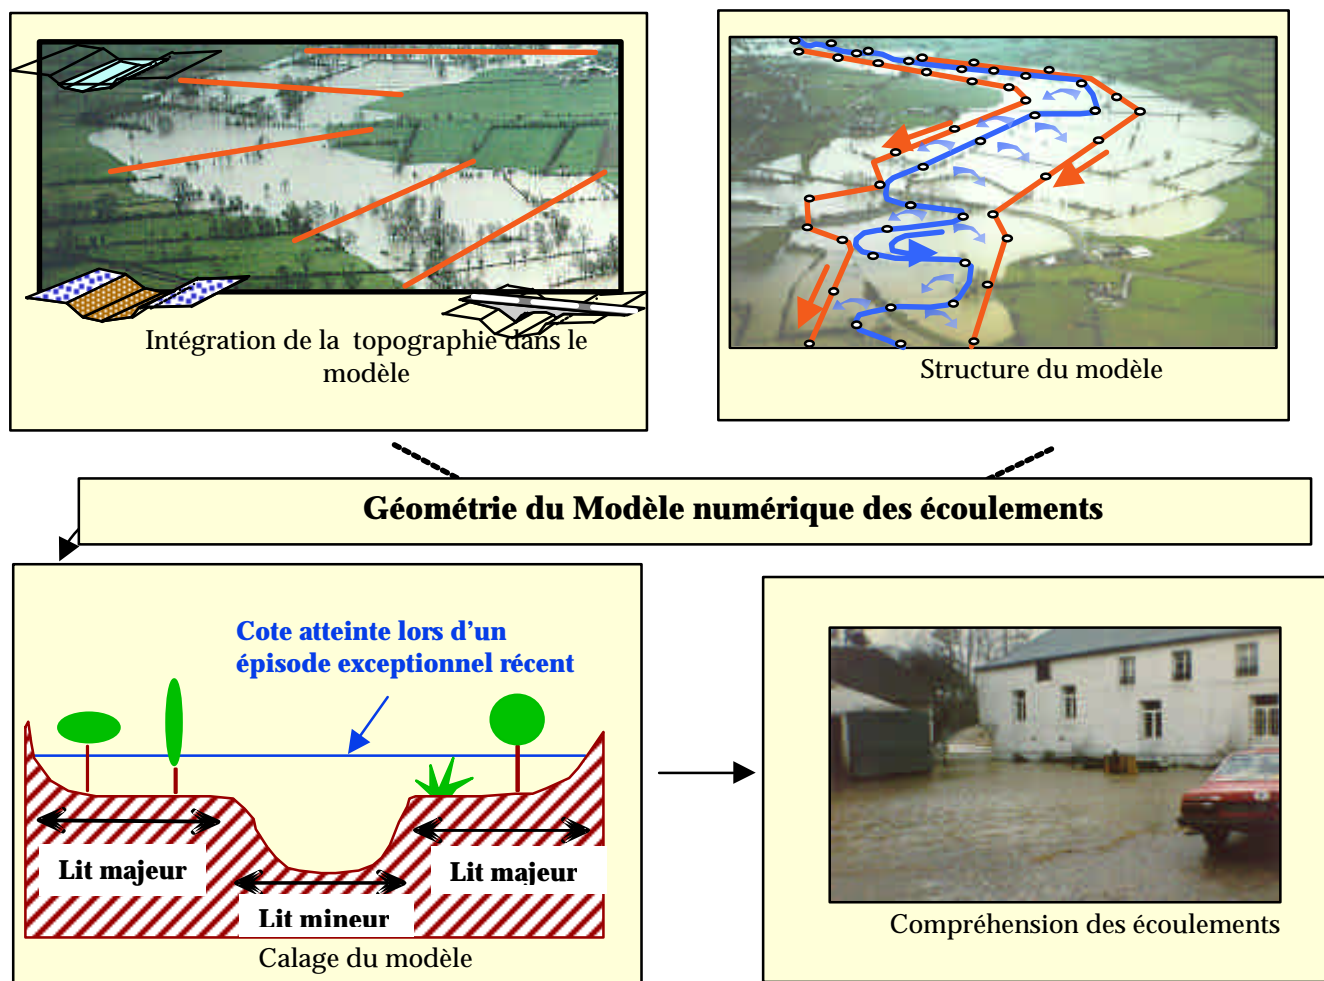 Intégration de la topographie dans le
modèle
Structure du modèle
Géométrie du Modèle numérique des écoulements
Cote atteinte lors d’un
épisode exceptionnel récent
Lit majeur
Lit majeur
Lit mineur
Calage du modèle
Compréhension des écoulements